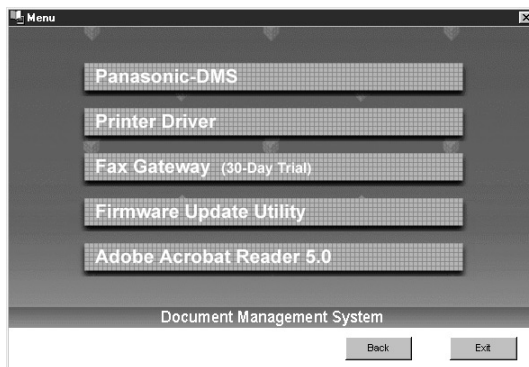 Menu
Panasonic-DMS
Printer Driver
Fax Gateway (30-Day Trial)
Firmware Update Utility
Adobe Acrobat Reader 5.0
Document Management System
Back Exit